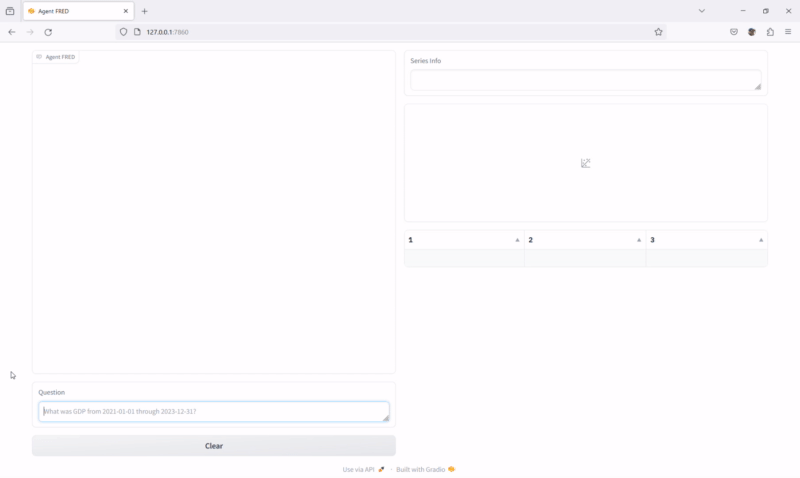 Agent FRED
127.0.0.1:7860
Agent FRED
Series Info
1
2
3
Question
What was GDP from 2021-01-01 through 2023-12-31?
Clear
Use via API · Built with Gradio